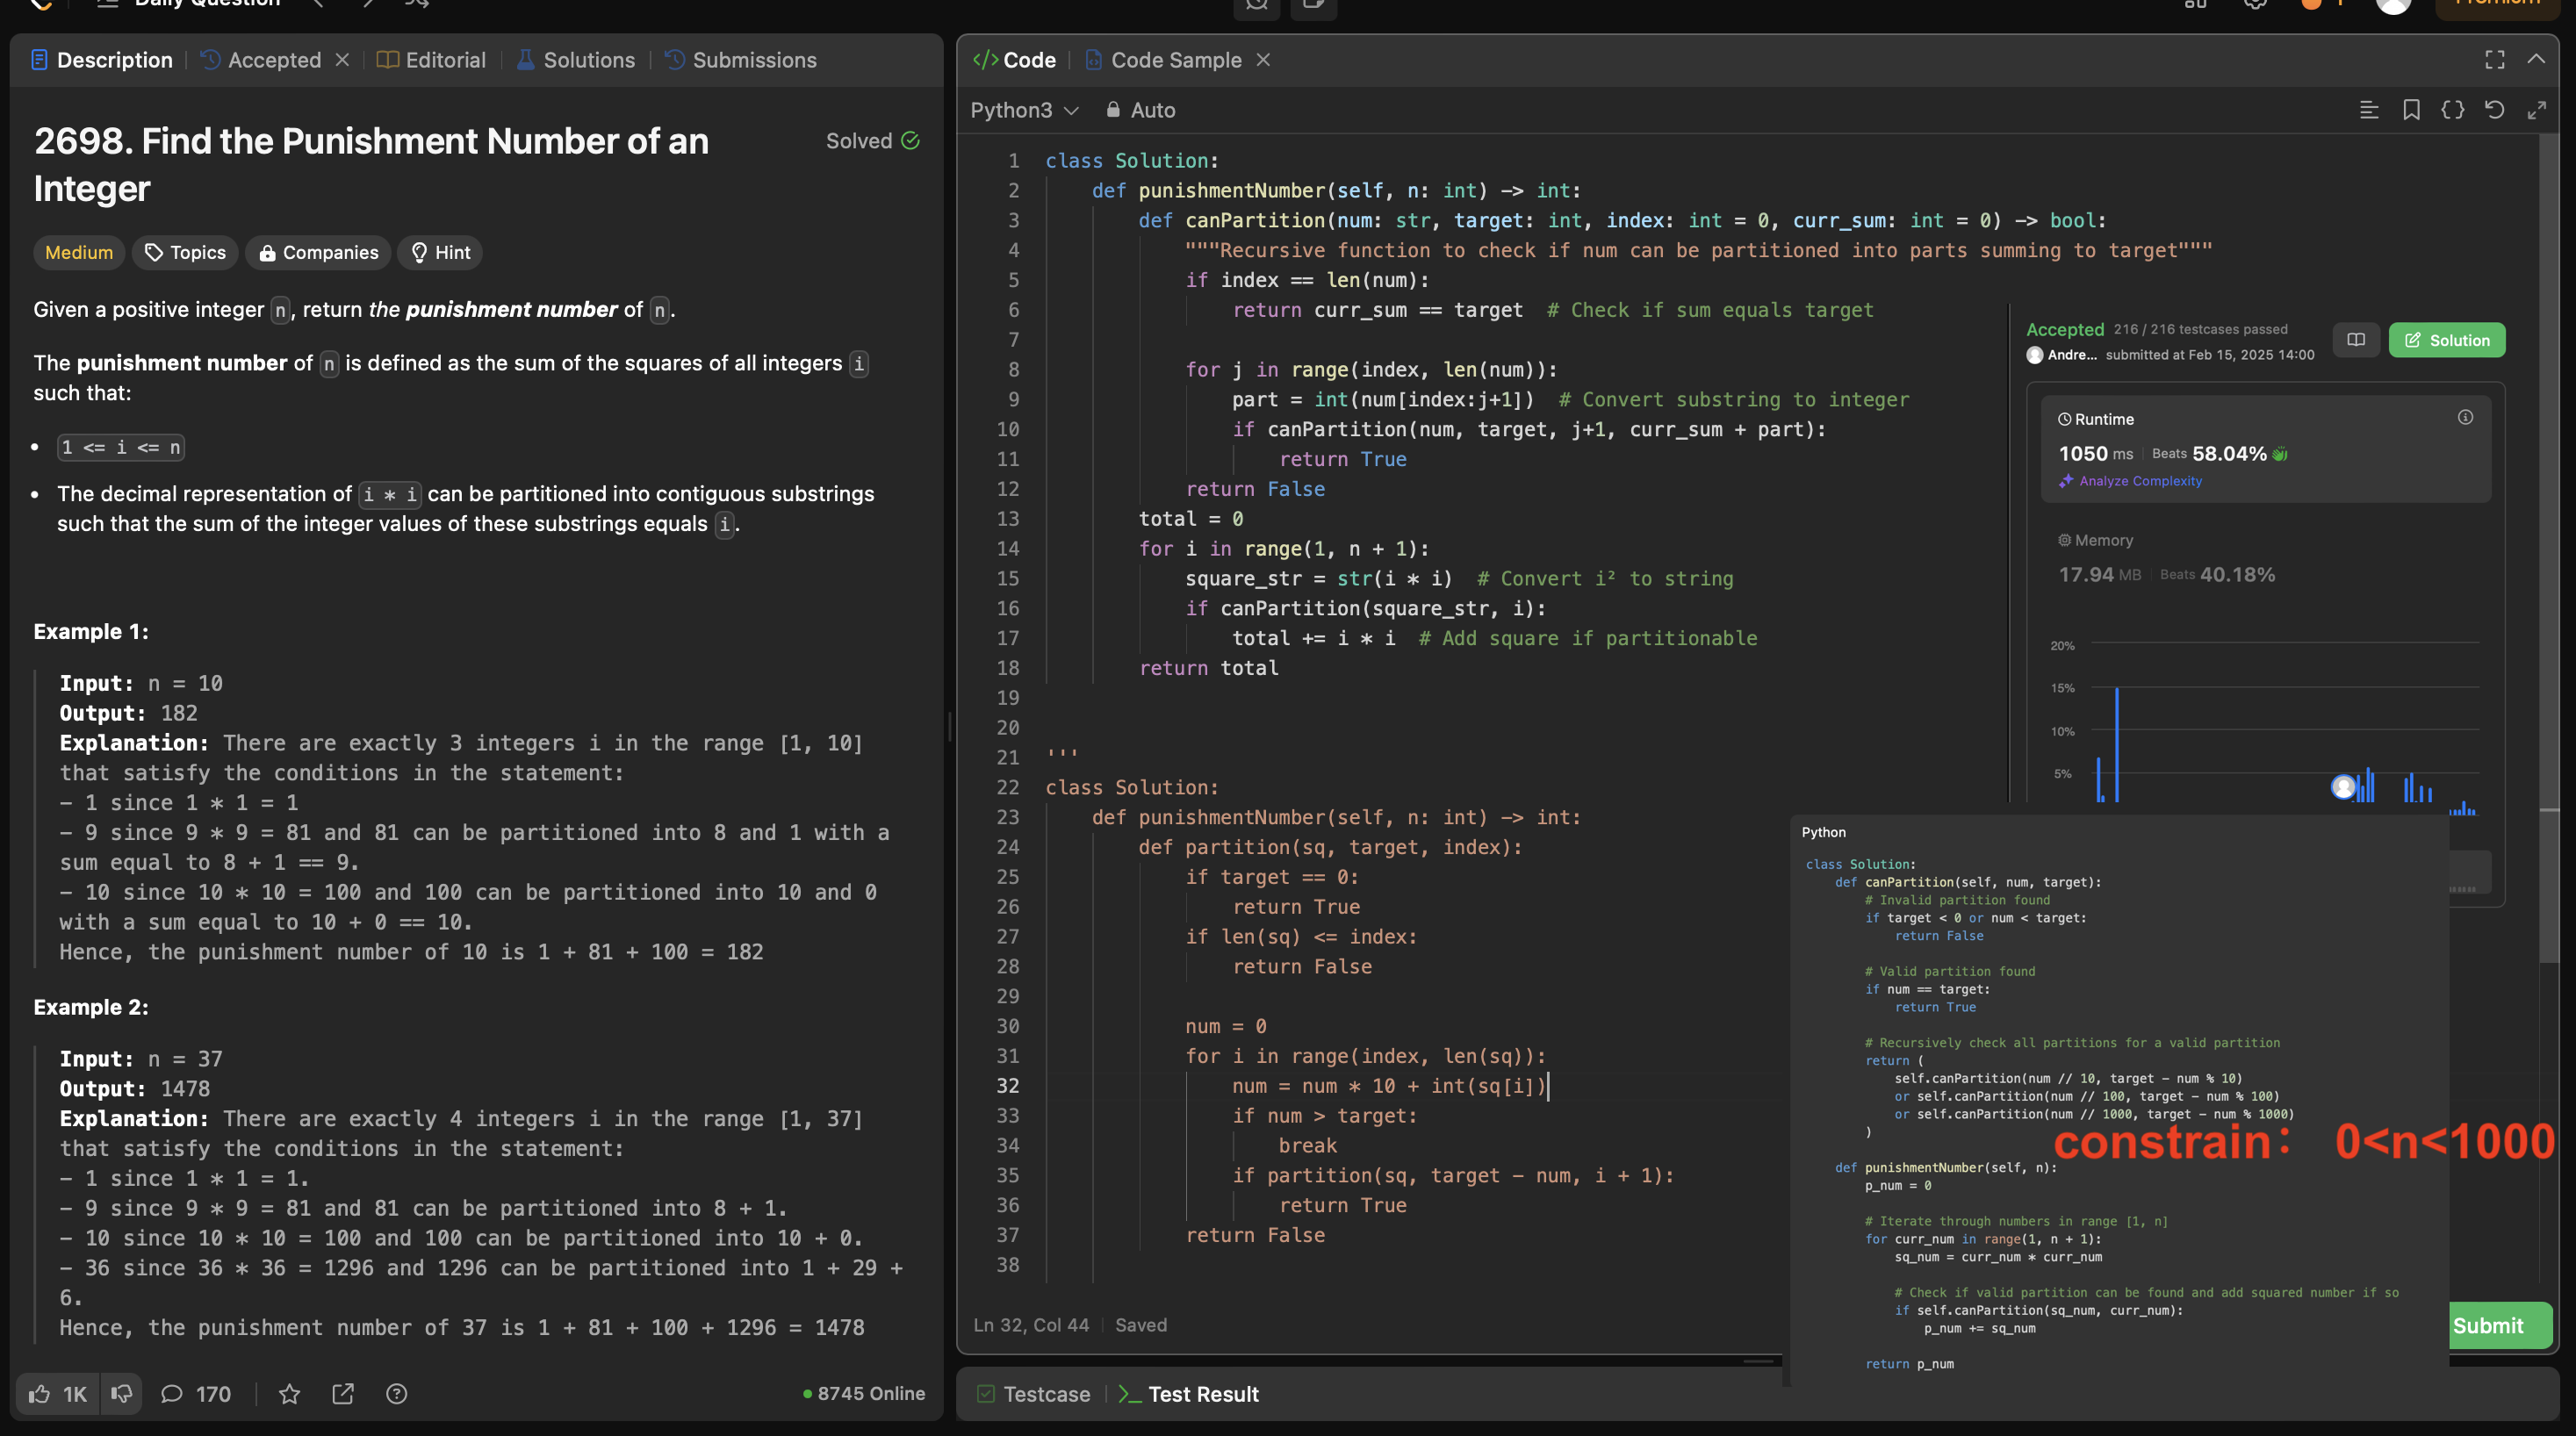 Daily Question
Premium
Description
Accepted
Editorial
Solutions
Submissions
2698. Find the Punishment Number of an
Integer
Solved
Medium
Topics
Companies
Hint
Given a positive integer n, return the punishment number of n.
The punishment number of n is defined as the sum of the squares of all integers i
such that:
• 1 <= i <= n
• The decimal representation of i * i can be partitioned into contiguous substrings
such that the sum of the integer values of these substrings equals i.
Example 1:
Input: n = 10
Output: 182
Explanation: There are exactly 3 integers i in the range [1, 10]
that satisfy the conditions in the statement:
- 1 since 1 * 1 = 1
- 9 since 9 * 9 = 81 and 81 can be partitioned into 8 and 1 with a
sum equal to 8 + 1 == 9.
- 10 since 10 * 10 = 100 and 100 can be partitioned into 10 and 0
with a sum equal to 10 + 0 == 10.
Hence, the punishment number of 10 is 1 + 81 + 100 = 182
Example 2:
Input: n = 37
Output: 1478
Explanation: There are exactly 4 integers i in the range [1, 37]
that satisfy the conditions in the statement:
- 1 since 1 * 1 = 1.
- 9 since 9 * 9 = 81 and 81 can be partitioned into 8 + 1.
- 10 since 10 * 10 = 100 and 100 can be partitioned into 10 + 0.
- 36 since 36 * 36 = 1296 and 1296 can be partitioned into 1 + 29 +
6.
Hence, the punishment number of 37 is 1 + 81 + 100 + 1296 = 1478
1K
170
8745 Online
</> Code
Code Sample
Python3
Auto
1 class Solution:
2     def punishmentNumber(self, n: int) -> int:
3         def canPartition(num: str, target: int, index: int = 0, curr_sum: int = 0) -> bool:
4             """Recursive function to check if num can be partitioned into parts summing to target"""
5             if index == len(num):
6                 return curr_sum == target  # Check if sum equals target
7
8             for j in range(index, len(num)):
9                 part = int(num[index:j+1])  # Convert substring to integer
10                 if canPartition(num, target, j+1, curr_sum + part):
11                     return True
12             return False
13         total = 0
14         for i in range(1, n + 1):
15             square_str = str(i * i)  # Convert i² to string
16             if canPartition(square_str, i):
17                 total += i * i  # Add square if partitionable
18         return total
19
20
21 '''
22 class Solution:
23     def punishmentNumber(self, n: int) -> int:
24         def partition(sq, target, index):
25             if target == 0:
26                 return True
27             if len(sq) <= index:
28                 return False
29
30             num = 0
31             for i in range(index, len(sq)):
32                 num = num * 10 + int(sq[i])
33                 if num > target:
34                     break
35                 if partition(sq, target - num, i + 1):
36                     return True
37             return False
38
Ln 32, Col 44
Saved
Testcase
Test Result
Accepted 216 / 216 testcases passed
Andre... submitted at Feb 15, 2025 14:00
Solution
Runtime
1050 ms Beats 58.04%
Analyze Complexity
Memory
17.94 MB Beats 40.18%
20%
15%
10%
5%
Python
class Solution:
    def canPartition(self, num, target):
        # Invalid partition found
        if target < 0 or num < target:
            return False
        # Valid partition found
        if num == target:
            return True
        # Recursively check all partitions for a valid partition
        return (
            self.canPartition(num // 10, target - num % 10)
            or self.canPartition(num // 100, target - num % 100)
            or self.canPartition(num // 1000, target - num % 1000)
        )
constrain： 0<n<1000
    def punishmentNumber(self, n):
        p_num = 0
        # Iterate through numbers in range [1, n]
        for curr_num in range(1, n + 1):
            sq_num = curr_num * curr_num
            # Check if valid partition can be found and add squared number if so
            if self.canPartition(sq_num, curr_num):
                p_num += sq_num
        return p_num
Submit